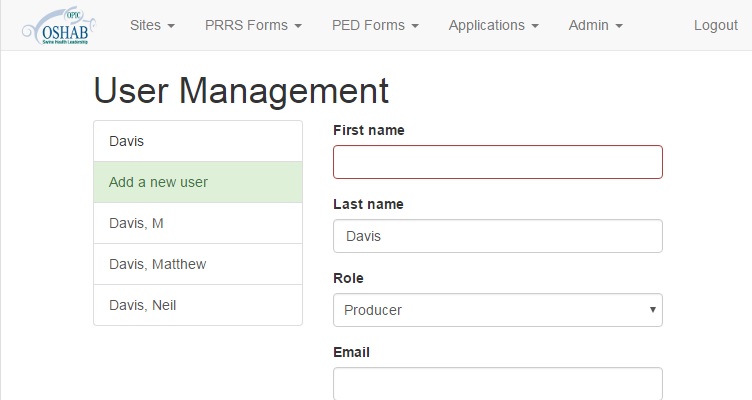 OPIC
OSHAB
Swine Health Leadership
Sites PRRS Forms PED Forms Applications Admin Logout
User Management
Davis
Add a new user
Davis, M
Davis, Matthew
Davis, Neil
First name
Last name
Davis
Role
Producer
Email